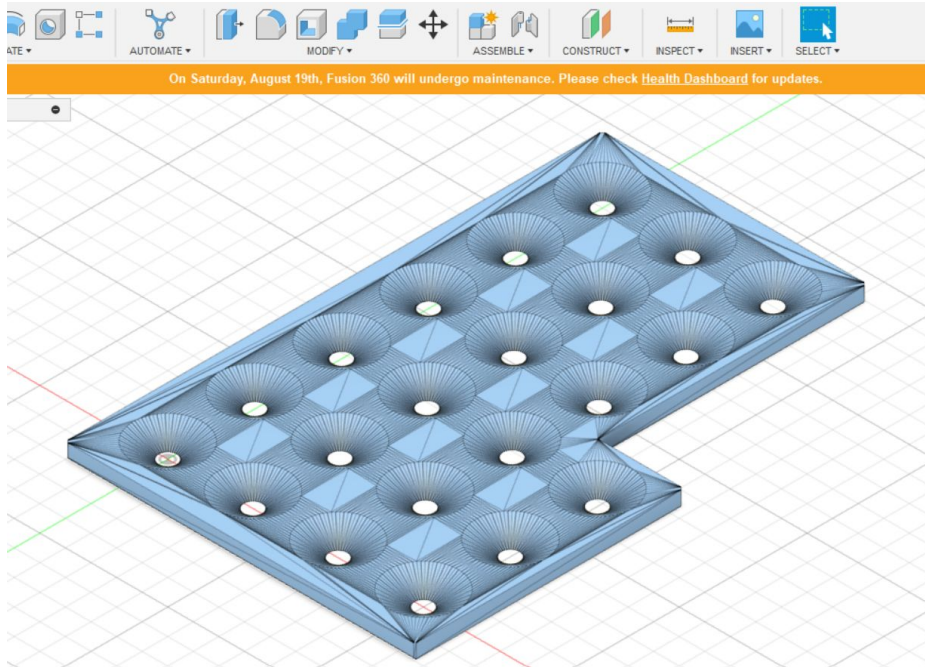 ATE ▾
AUTOMATE ▾
MODIFY ▾
ASSEMBLE ▾
CONSTRUCT ▾
INSPECT ▾
INSERT ▾
SELECT ▾
On Saturday, August 19th, Fusion 360 will undergo maintenance. Please check Health Dashboard for updates.